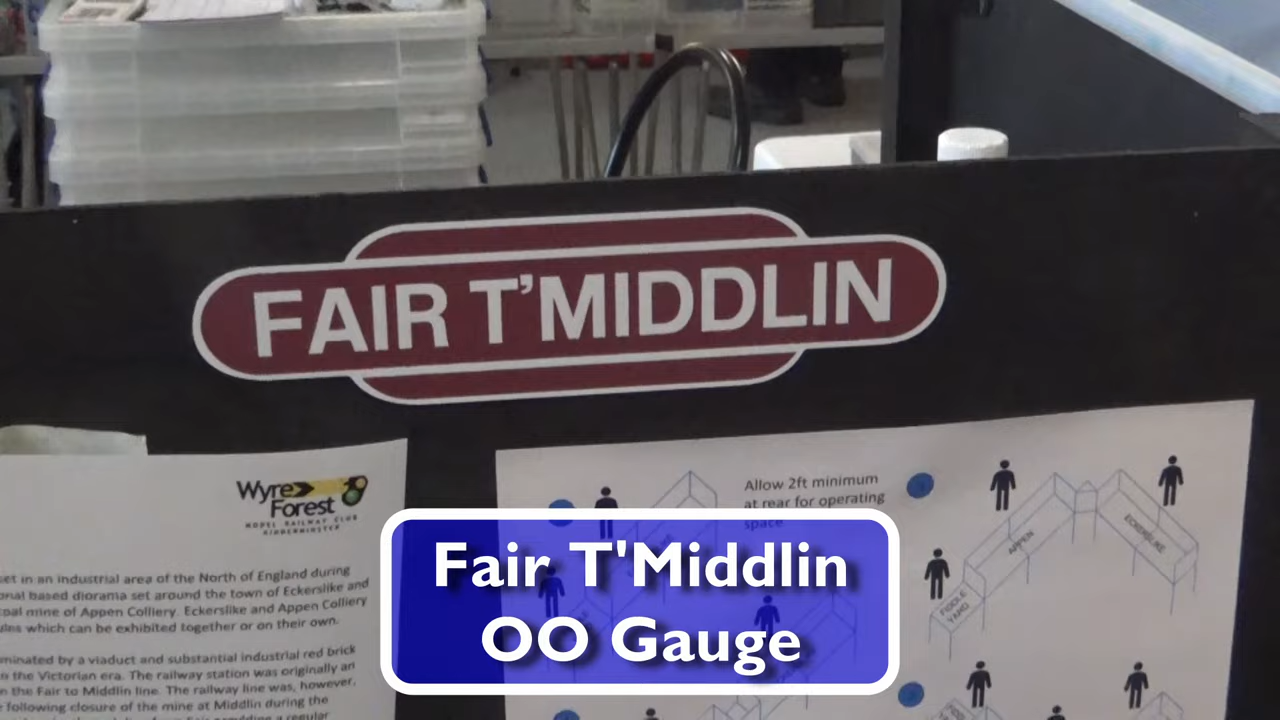 FAIR T'MIDDLIN
Wyre
Forest
MODEL RAILWAY CLUB
KIDDERMINSTER
set in an industrial area of the North of England during
based diorama set around the town of Eckerslike and
coal mine of Appen Colliery. Eckerslike and Appen Colliery
which can be exhibited together or on their own.
by a viaduct and substantial industrial red brick
the Victorian era. The railway station was originally an
the Fair to Middlin line. The railway line was, however,
following closure of the mine at Middlin during the
Allow 2ft minimum
at rear for operating
space
APPEN
ECKERSLIKE
FIDDLE
YARD
Fair T'Middlin
OO Gauge